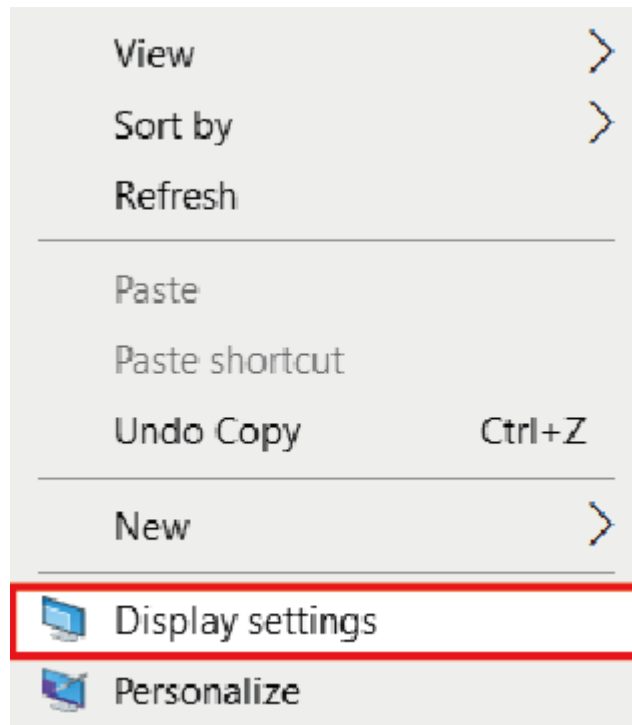 View
Sort by
Refresh
Paste
Paste shortcut
Undo Copy Ctrl+Z
New
Display settings
Personalize